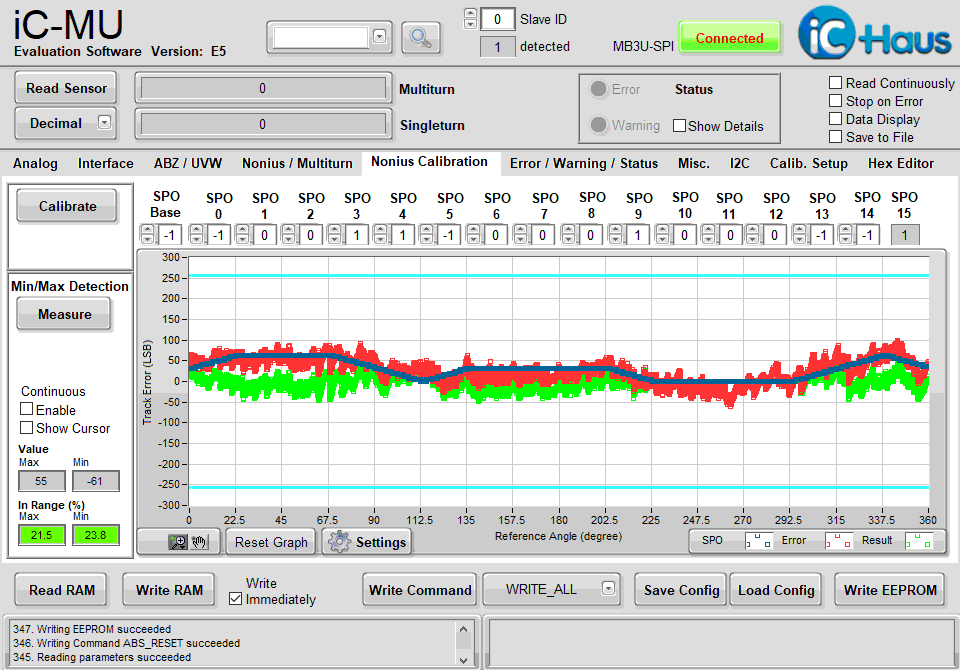 iC-MU
Evaluation Software Version: E5
0 Slave ID
1 detected
MB3U-SPI Connected
iC Haus
Read Sensor 0 Multiturn
Decimal 0 Singleturn
Error Status
Warning Show Details
Read Continuously
Stop on Error
Data Display
Save to File
Analog Interface ABZ / UVW Nonius / Multiturn Nonius Calibration Error / Warning / Status Misc. I2C Calib. Setup Hex Editor
Calibrate
SPO SPO SPO SPO SPO SPO SPO SPO SPO SPO SPO SPO SPO SPO SPO SPO SPO
Base 0 1 2 3 4 5 6 7 8 9 10 11 12 13 14 15
-1 -1 0 0 1 1 -1 0 0 0 1 0 0 0 -1 -1 1
Min/Max Detection
Measure
Continuous
Enable
Show Cursor
Value
Max Min
55 -61
In Range (%)
Max Min
21.5 23.8
Track Error (LSB)
300
250
200
150
100
50
0
-50
-100
-150
-200
-250
-300
0 22.5 45 67.5 90 112.5 135 157.5 180 202.5 225 247.5 270 292.5 315 337.5 360
Reference Angle (degree)
Reset Graph Settings
SPO Error Result
Read RAM Write RAM Write
Immediately
Write Command WRITE_ALL Save Config Load Config Write EEPROM
347. Writing EEPROM succeeded
346. Writing Command ABS_RESET succeeded
345. Reading parameters succeeded